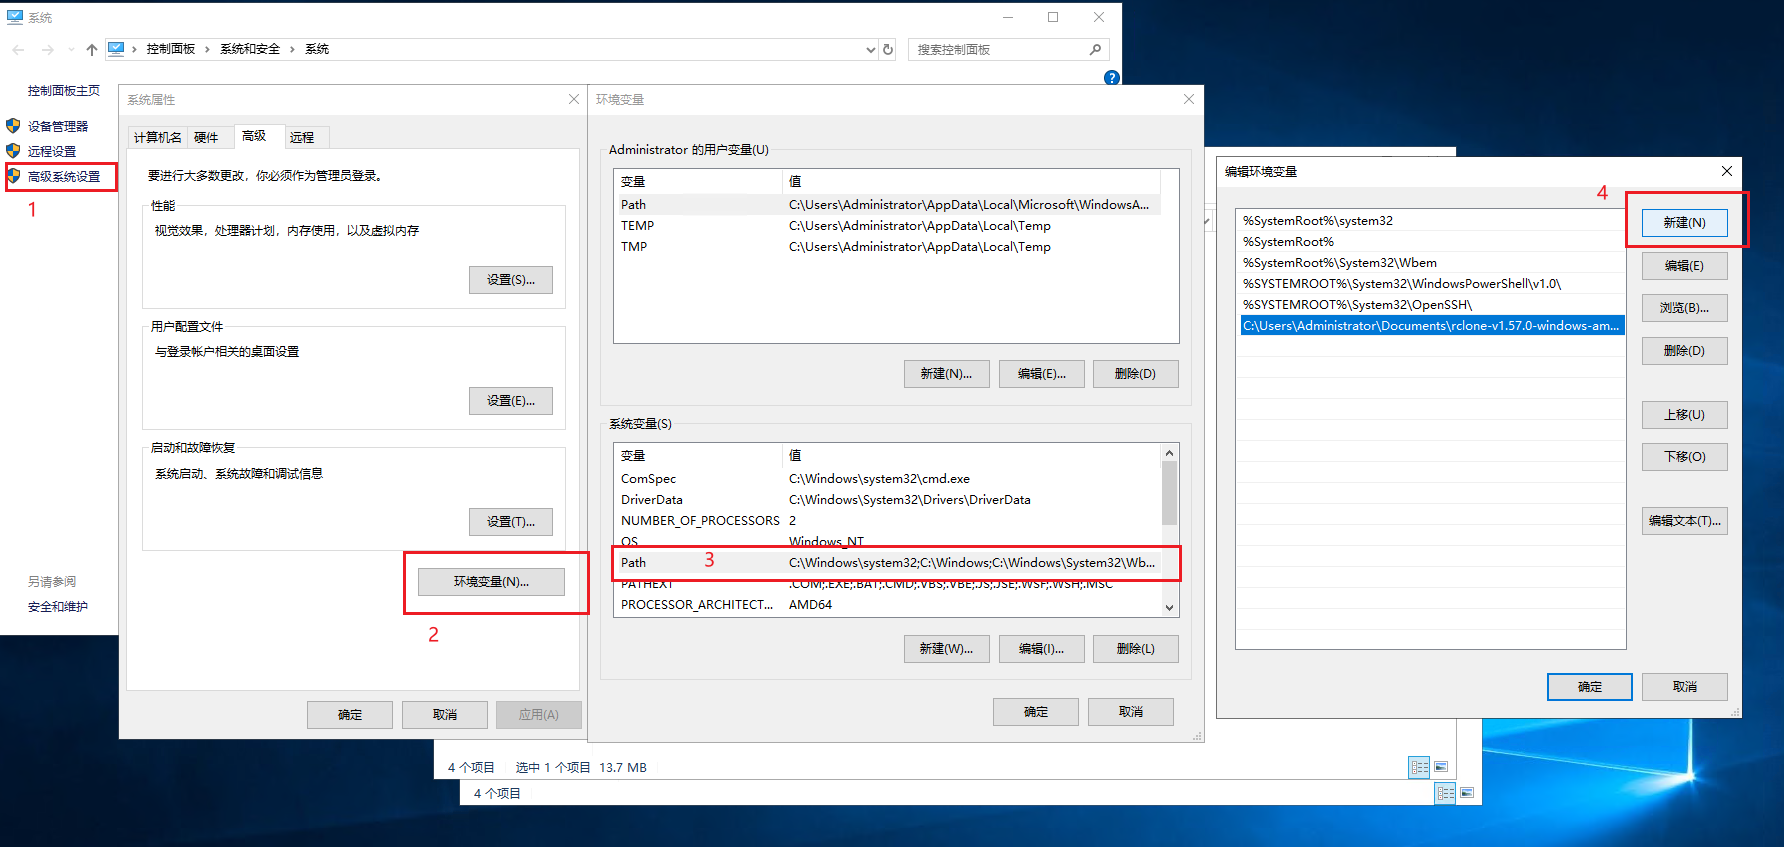 系统
控制面板 系统和安全 系统
搜索控制面板
控制面板主页
设备管理器
远程设置
高级系统设置
1
另请参阅
安全和维护
系统属性
计算机名 硬件 高级 远程
要进行大多数更改，你必须作为管理员登录。
性能
视觉效果，处理器计划，内存使用，以及虚拟内存
设置(S)...
用户配置文件
与登录帐户相关的桌面设置
设置(E)...
启动和故障恢复
系统启动、系统故障和调试信息
设置(T)...
环境变量(N)...
2
确定 取消 应用(A)
环境变量
Administrator 的用户变量(U)
变量 值
Path C:\Users\Administrator\AppData\Local\Microsoft\WindowsA...
TEMP C:\Users\Administrator\AppData\Local\Temp
TMP C:\Users\Administrator\AppData\Local\Temp
新建(N)... 编辑(E)... 删除(D)
系统变量(S)
变量 值
ComSpec C:\Windows\system32\cmd.exe
DriverData C:\Windows\System32\Drivers\DriverData
NUMBER_OF_PROCESSORS 2
OS Windows_NT
Path C:\Windows\system32;C:\Windows;C:\Windows\System32\Wb...
3
PATHEXT .COM;.EXE;.BAT;.CMD;.VBS;.VBE;.JS;.JSE;.WSF;.WSH;.MSC
PROCESSOR_ARCHITECT... AMD64
新建(W)... 编辑(I)... 删除(L)
确定 取消
编辑环境变量
4
%SystemRoot%\system32
%SystemRoot%
%SystemRoot%\System32\Wbem
%SYSTEMROOT%\System32\WindowsPowerShell\v1.0\
%SYSTEMROOT%\System32\OpenSSH\
C:\Users\Administrator\Documents\rclone-v1.57.0-windows-am...
新建(N)
编辑(E)
浏览(B)...
删除(D)
上移(U)
下移(O)
编辑文本(T)...
确定 取消
4 个项目 选中 1 个项目 13.7 MB
4 个项目